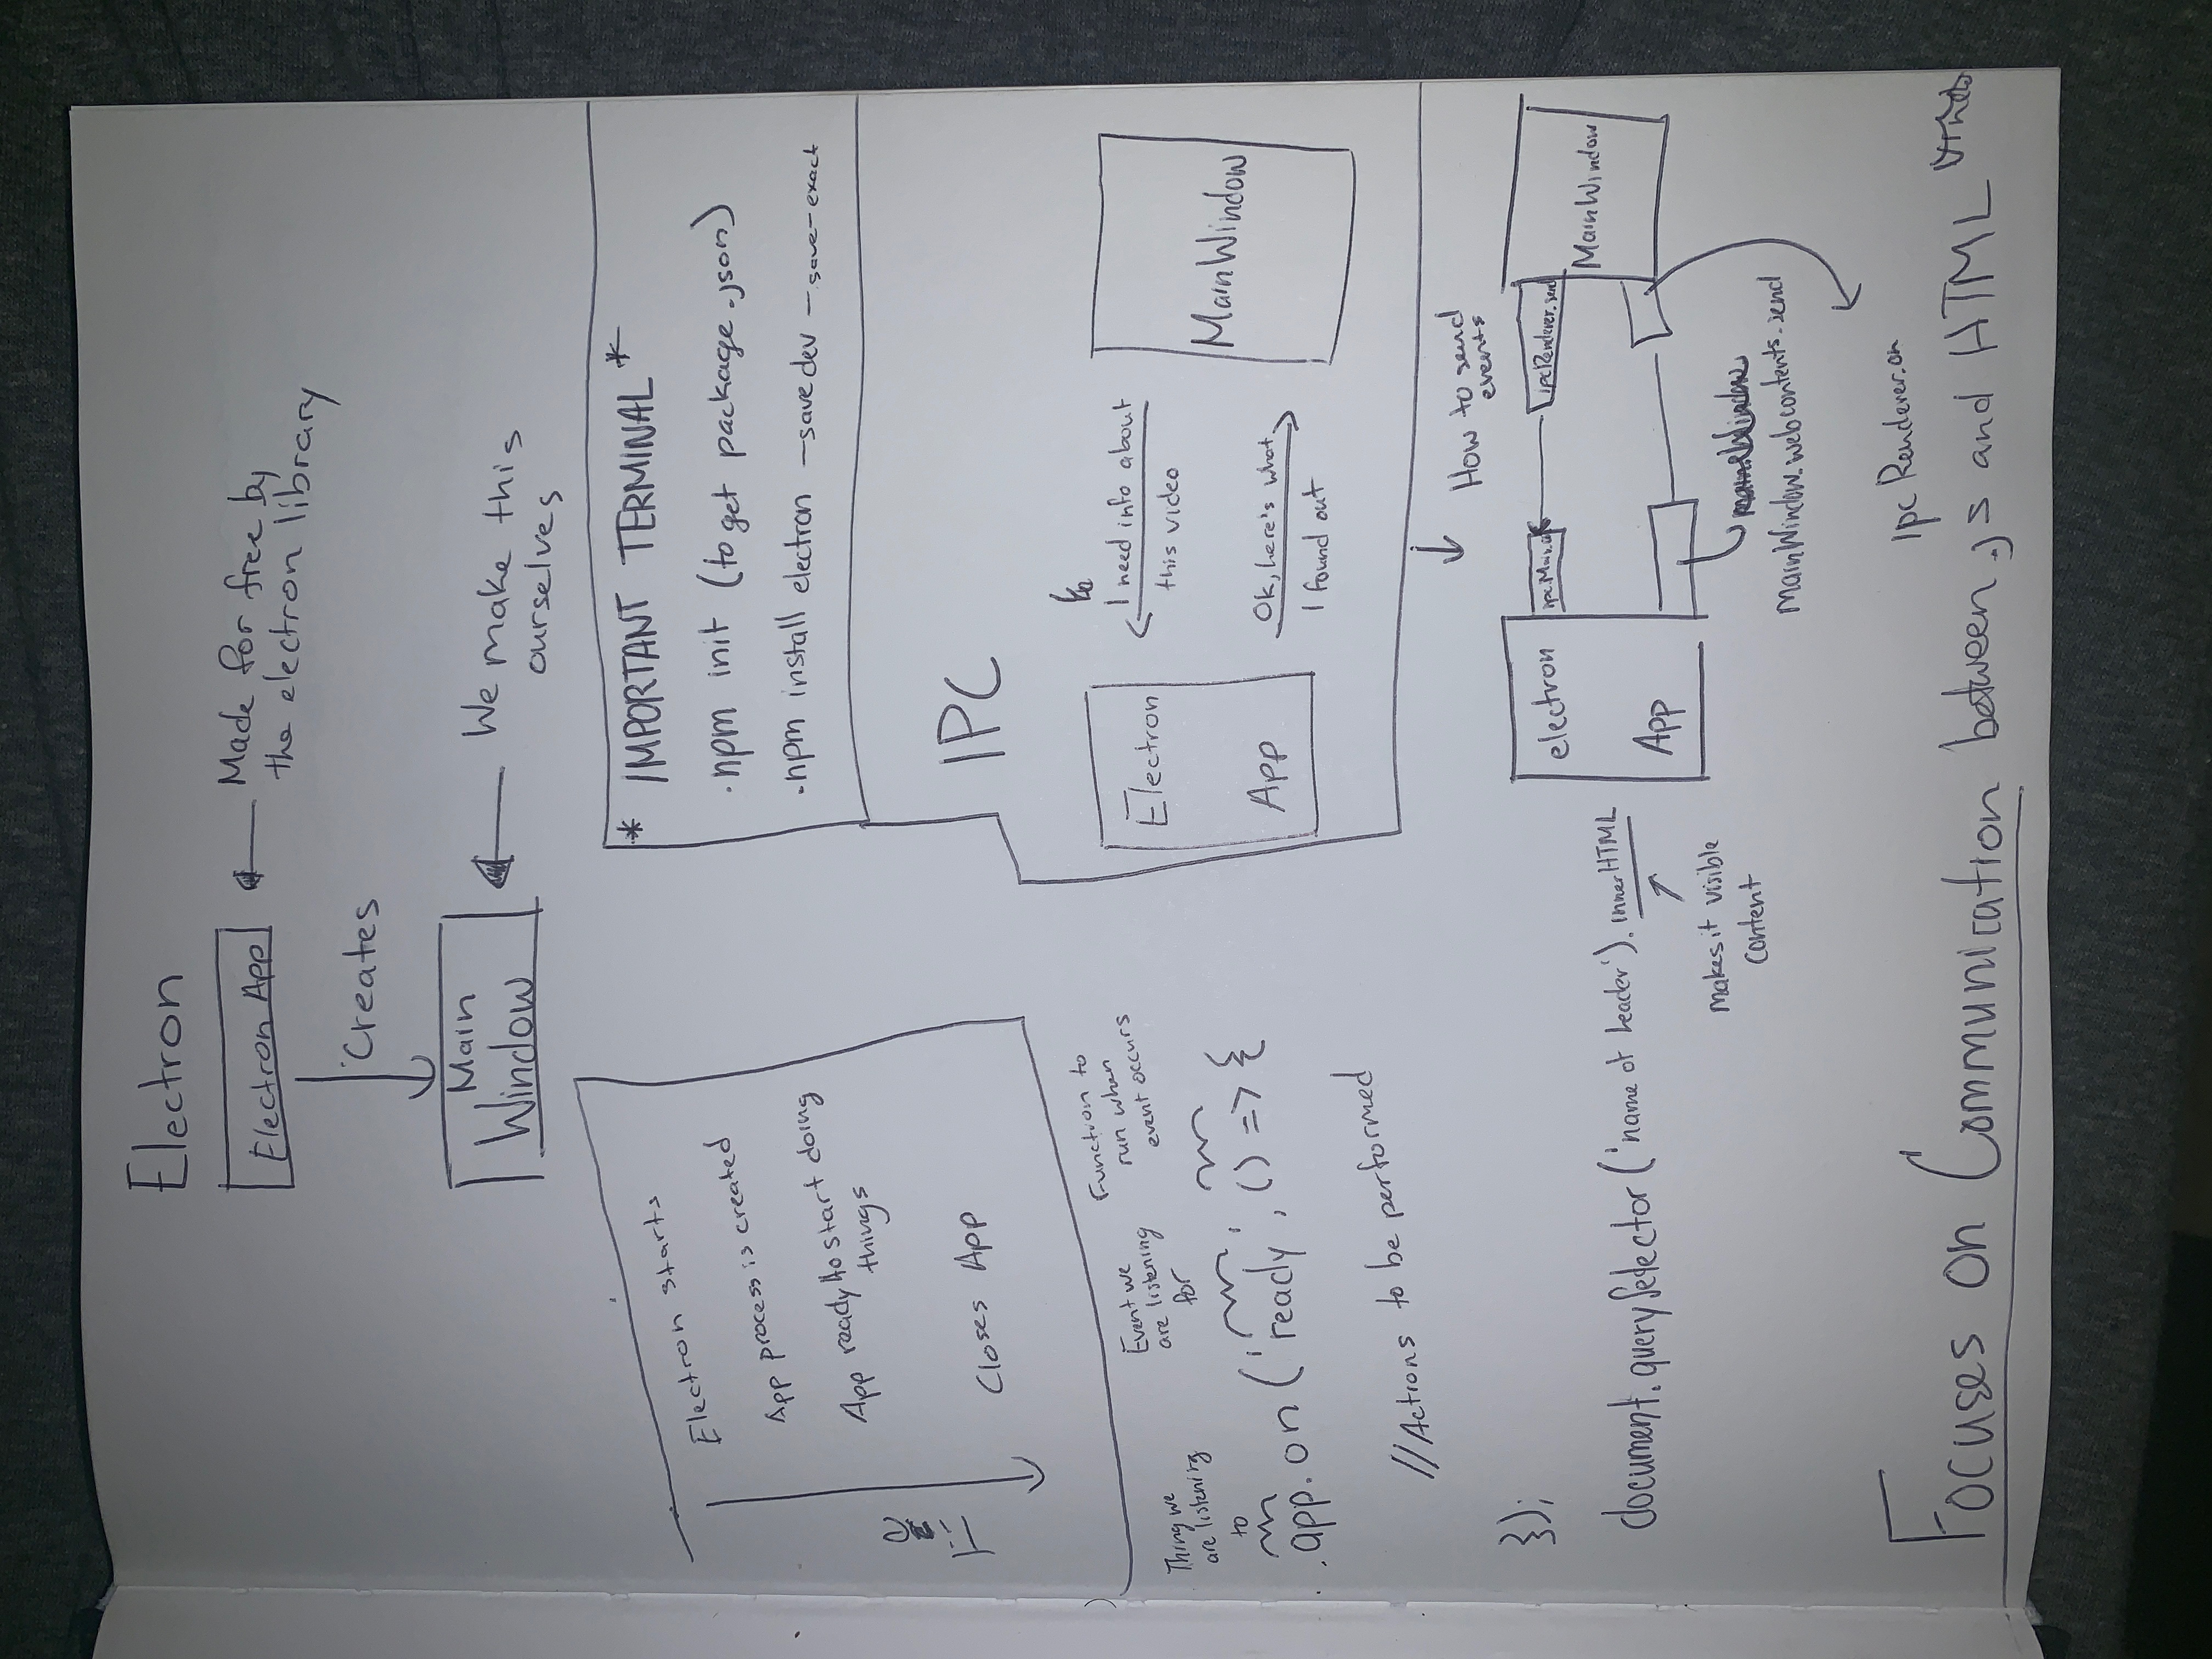 Electron
Electron App
Made for free by
the electron library
Creates
Main
Window
We make this
ourselves
Time
Electron starts
App process is created
App ready to start doing
things
Closes App
* IMPORTANT TERMINAL *
.npm init (to get package.json)
.npm install electron —save dev —save-exact
IPC
Electron
App
I need info about
this video
Ok, here's what
I found out
MainWindow
Thing we
are listening
to
Event we
are listening
for
Function to
run when
event occurs
app.on('ready', () => {
//Actions to be performed
});
How to send
events
electron
App
ipcRenderer.send
MainWindow
MainWindow.webcontents.send
ipcRenderer.on
document.querySelector('name of header').innerHTML
makes it visible
content
Focuses on Communication between .js and HTML